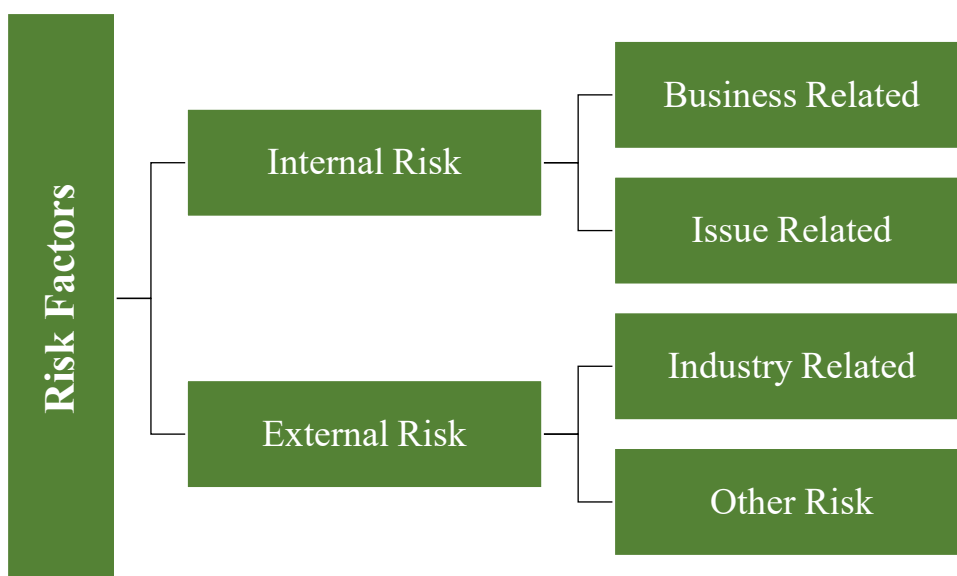 Risk Factors
Internal Risk
Business Related
Issue Related
External Risk
Industry Related
Other Risk